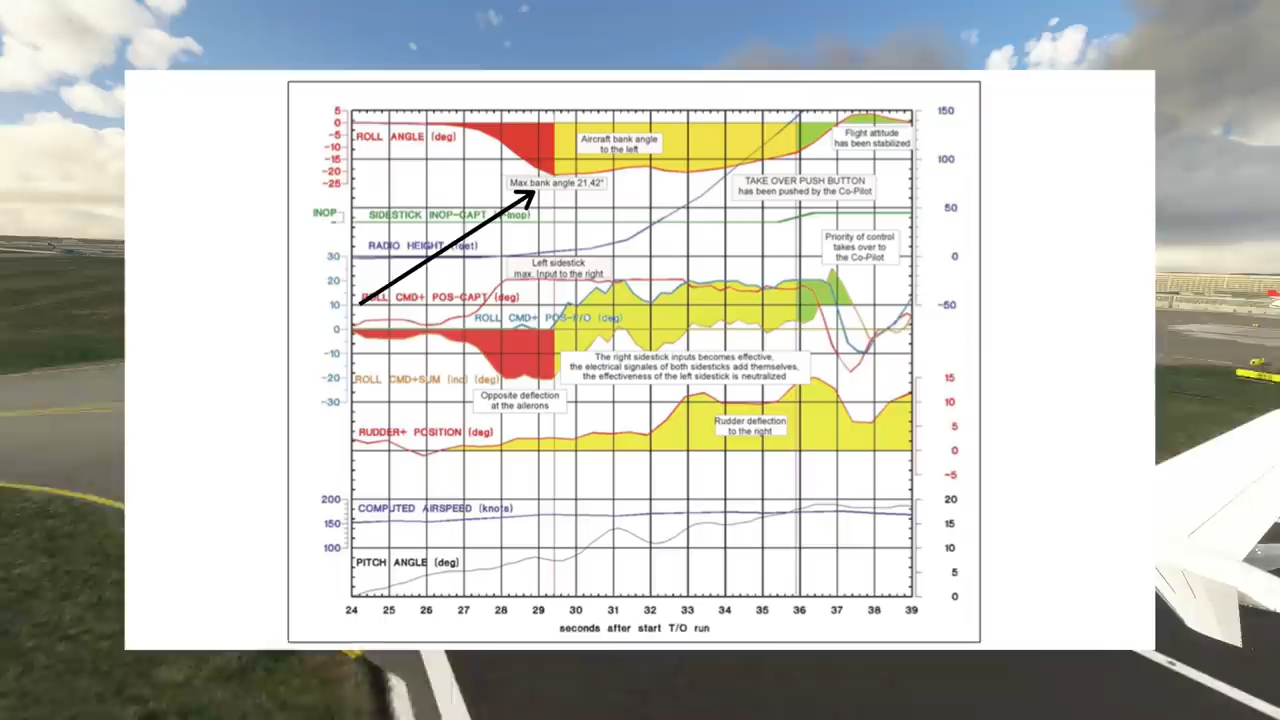 5
0
-5
-10
-15
-20
-25
ROLL ANGLE (deg)
Aircraft bank angle
to the left
Flight attitude
has been stabilized
150
100
50
0
-50
Max.bank angle 21,42°
TAKE OVER PUSH BUTTON
has been pushed by the Co-Pilot
INOP
SIDESTICK INOP-CAPT
RADIO HEIGHT (feet)
Priority of control
takes over to
the Co-Pilot
Left sidestick
max. Input to the right
30
20
10
0
-10
-20
-30
ROLL CMD+ POS-CAPT (deg)
ROLL CMD+ POS-F/O (deg)
The right sidestick inputs becomes effective,
the electrical signales of both sidesticks add themselves,
the effectiveness of the left sidestick is neutralized
ROLL CMD+SUM (inc) (deg)
Opposite deflection
at the ailerons
15
10
5
0
-5
RUDDER+ POSITION (deg)
Rudder deflection
to the right
200
150
100
COMPUTED AIRSPEED (knots)
20
15
10
5
0
PITCH ANGLE (deg)
24 25 26 27 28 29 30 31 32 33 34 35 36 37 38 39
seconds after start T/O run